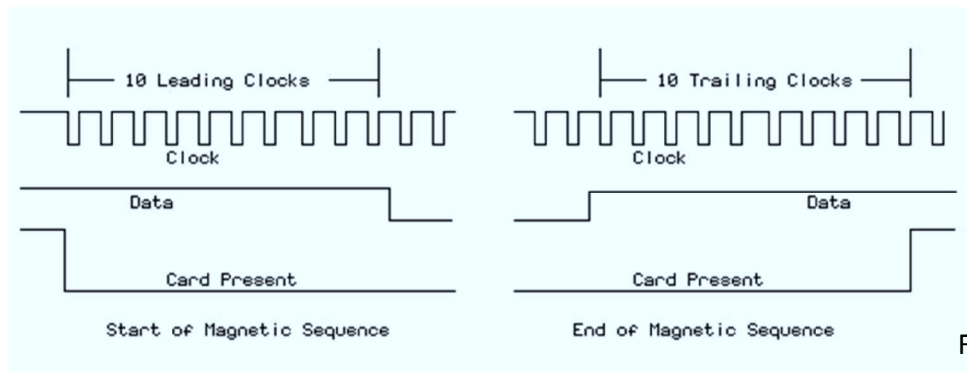 10 Leading Clocks
10 Trailing Clocks
Clock
Clock
Data
Data
Card Present
Card Present
Start of Magnetic Sequence
End of Magnetic Sequence
F